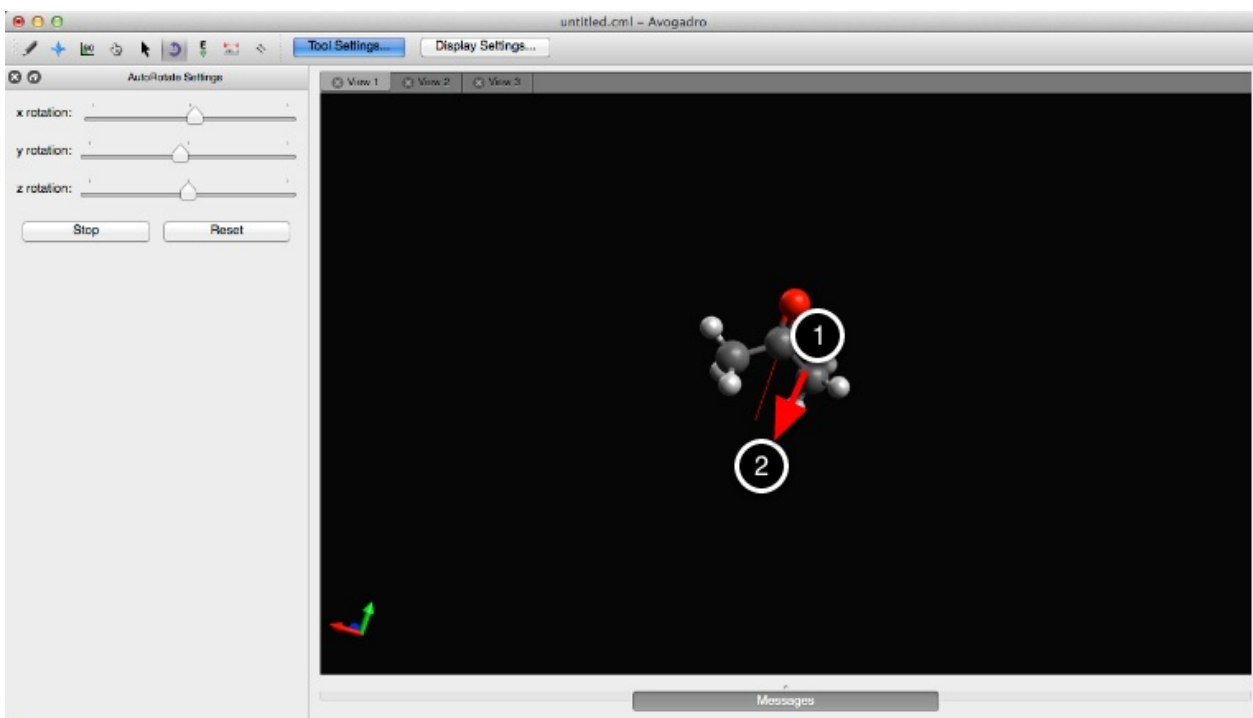 untitled.cml – Avogadro
Tool Settings... Display Settings...
AutoRotate Settings
View 1 View 2 View 3
x rotation:
y rotation:
z rotation:
Stop Reset
1
2
Messages